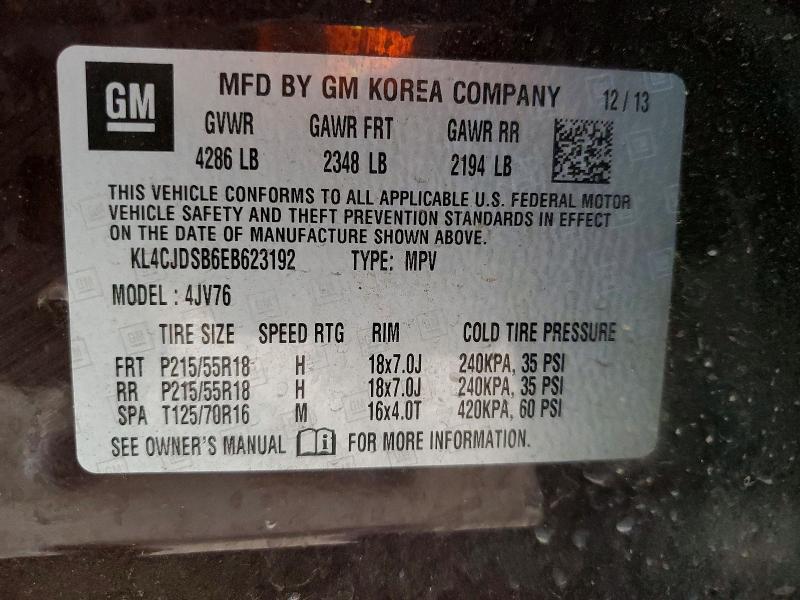 GM
MFD BY GM KOREA COMPANY 12/13
GVWR GAWR FRT GAWR RR
4286 LB 2348 LB 2194 LB
THIS VEHICLE CONFORMS TO ALL APPLICABLE U.S. FEDERAL MOTOR
VEHICLE SAFETY AND THEFT PREVENTION STANDARDS IN EFFECT
ON THE DATE OF MANUFACTURE SHOWN ABOVE.
KL4CJDSB6EB623192 TYPE: MPV
MODEL : 4JV76
TIRE SIZE SPEED RTG RIM COLD TIRE PRESSURE
FRT P215/55R18 H 18x7.0J 240KPA, 35 PSI
RR P215/55R18 H 18x7.0J 240KPA, 35 PSI
SPA T125/70R16 M 16x4.0T 420KPA, 60 PSI
SEE OWNER'S MANUAL i FOR MORE INFORMATION.